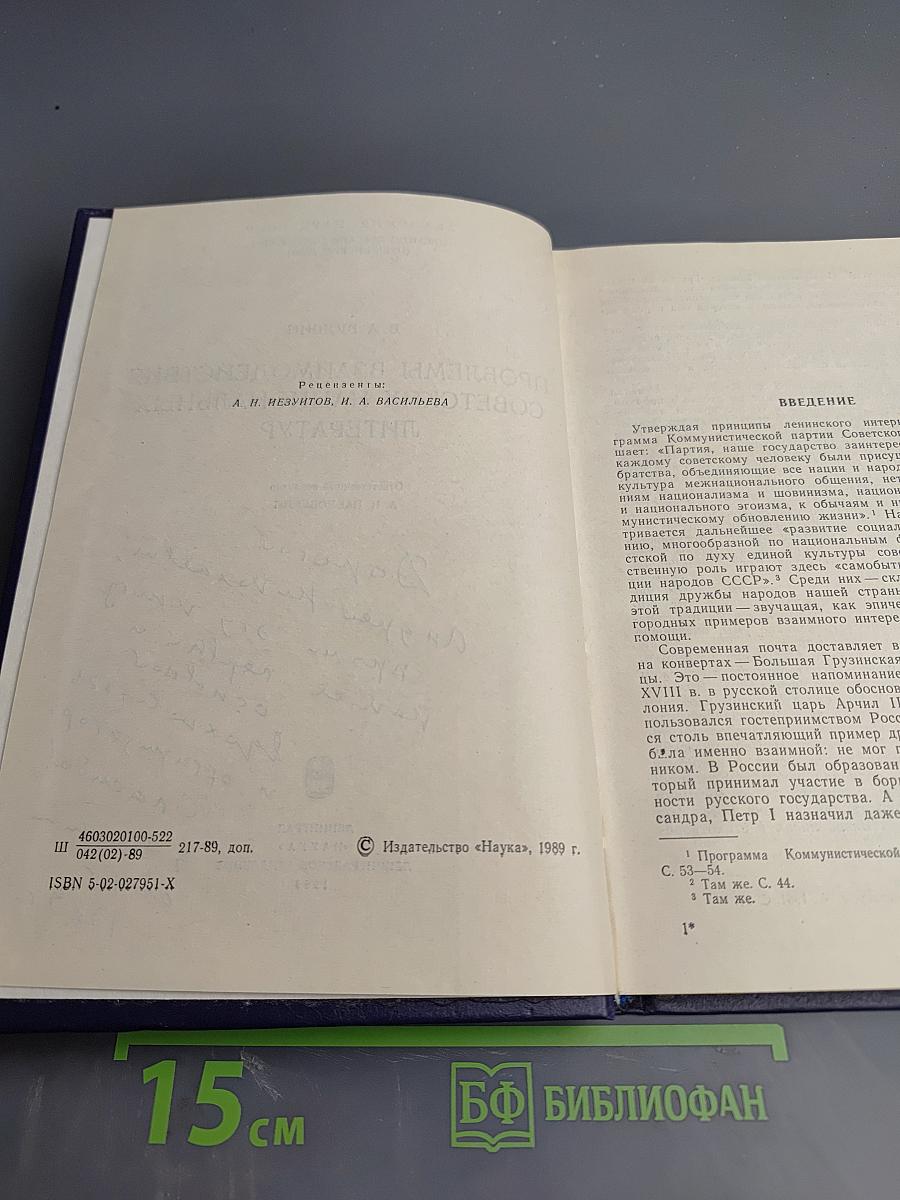 Рецензенты:
А. Н. ИЕЗУИТОВ, И. А. ВАСИЛЬЕВА
Ш 4603020100-522
042(02)-89 217-89, доп.
© Издательство «Наука», 1989 г.
ISBN 5-02-027951-X
ВВЕДЕНИЕ
Утверждая принципы ленинского интер
грамма Коммунистической партии Советско
шает: «Партия, наше государство заинтере
каждому советскому человеку были присущ
братства, объединяющие все нации и народ
культура межнационального общения, нет
ниям национализма и шовинизма, национ
и национального эгоизма, к обычаям и н
мунистическому обновлению жизни».¹ На
тривается дальнейшее «развитие социал
нию, многообразной по национальным ф
стской по духу единой культуры сове
ственную роль играют здесь «самобыт
ции народов СССР».³ Среди них — скл
диция дружбы народов нашей стран
этой традиции — звучащая, как эпиче
городных примеров взаимного интере
помощи.
Современная почта доставляет в
на конвертах — Большая Грузинская
цы. Это — постоянное напоминание
XVIII в. в русской столице обоснов
лония. Грузинский царь Арчил II
пользовался гостеприимством Росс
ся столь впечатляющий пример др
была именно взаимной: не мог г
ником. В России был образован
торый принимал участие в борь
ности русского государства. А
сандра, Петр I назначил даже
¹ Программа Коммунистической
С. 53—54.
² Там же. С. 44.
³ Там же.
1*
15 см
БФ БИБЛИОФАН